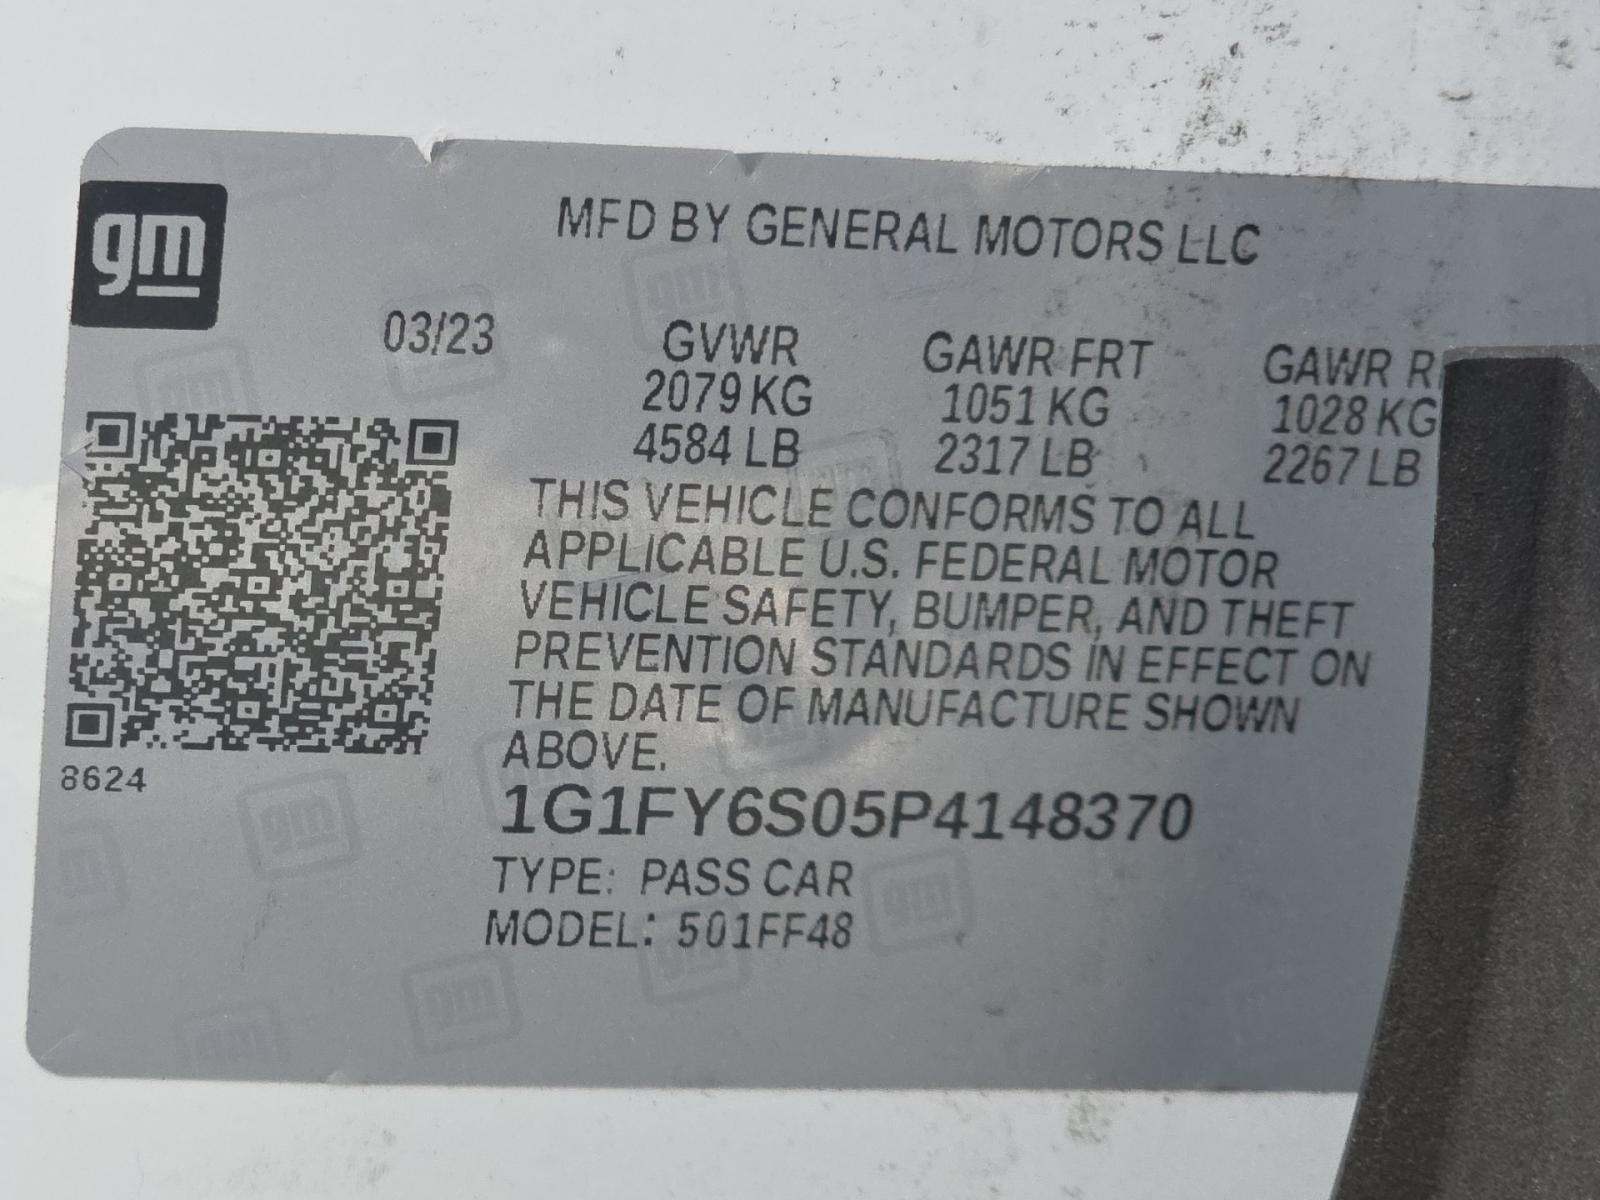 gm
MFD BY GENERAL MOTORS LLC
03/23
GVWR GAWR FRT GAWR
2079 KG 1051 KG 1028 KG
4584 LB 2317 LB 2267 LB
THIS VEHICLE CONFORMS TO ALL
APPLICABLE U.S. FEDERAL MOTOR
VEHICLE SAFETY, BUMPER, AND THEFT
PREVENTION STANDARDS IN EFFECT ON
THE DATE OF MANUFACTURE SHOWN
ABOVE.
8624
1G1FY6S05P4148370
TYPE: PASS CAR
MODEL: 501FF48